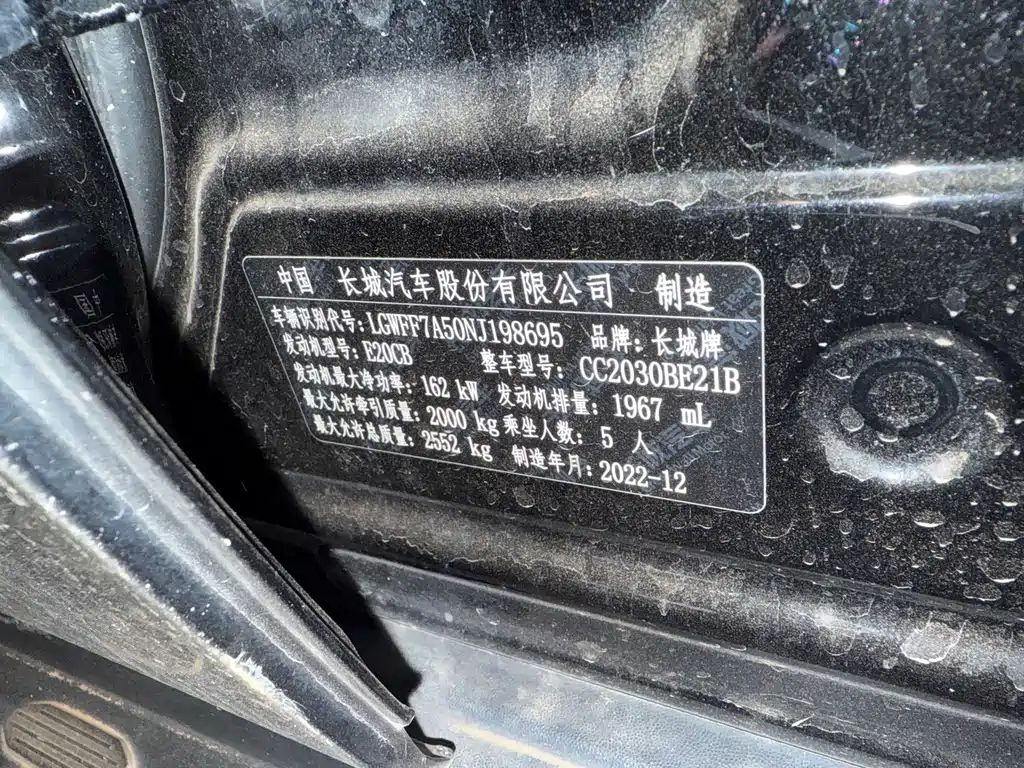 中国 长城汽车股份有限公司 制造
车辆识别代号：LGWFF7A50NJ198695 品牌：长城牌
发动机型号：E20CB 整车型号：CC2030BE21B
发动机最大净功率：162 kW 发动机排量：1967 mL
最大允许牵引质量：2000 kg 乘坐人数：5 人
最大允许总质量：2552 kg 制造年月：2022-12